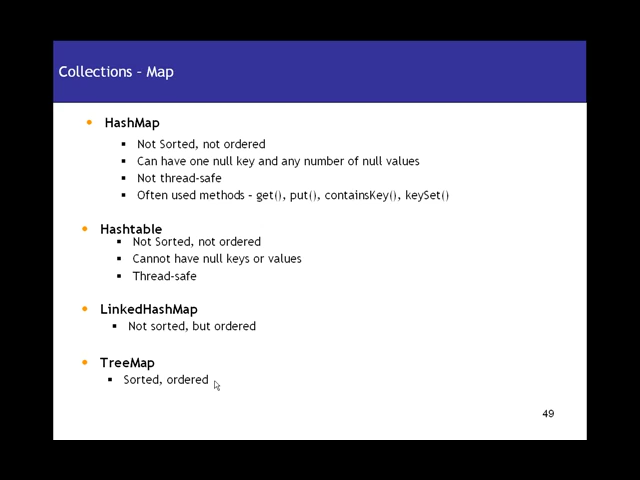 Collections - Map
• HashMap
▪ Not Sorted, not ordered
▪ Can have one null key and any number of null values
▪ Not thread-safe
▪ Often used methods – get(), put(), containsKey(), keySet()
• Hashtable
▪ Not Sorted, not ordered
▪ Cannot have null keys or values
▪ Thread-safe
• LinkedHashMap
▪ Not sorted, but ordered
• TreeMap
▪ Sorted, ordered
49